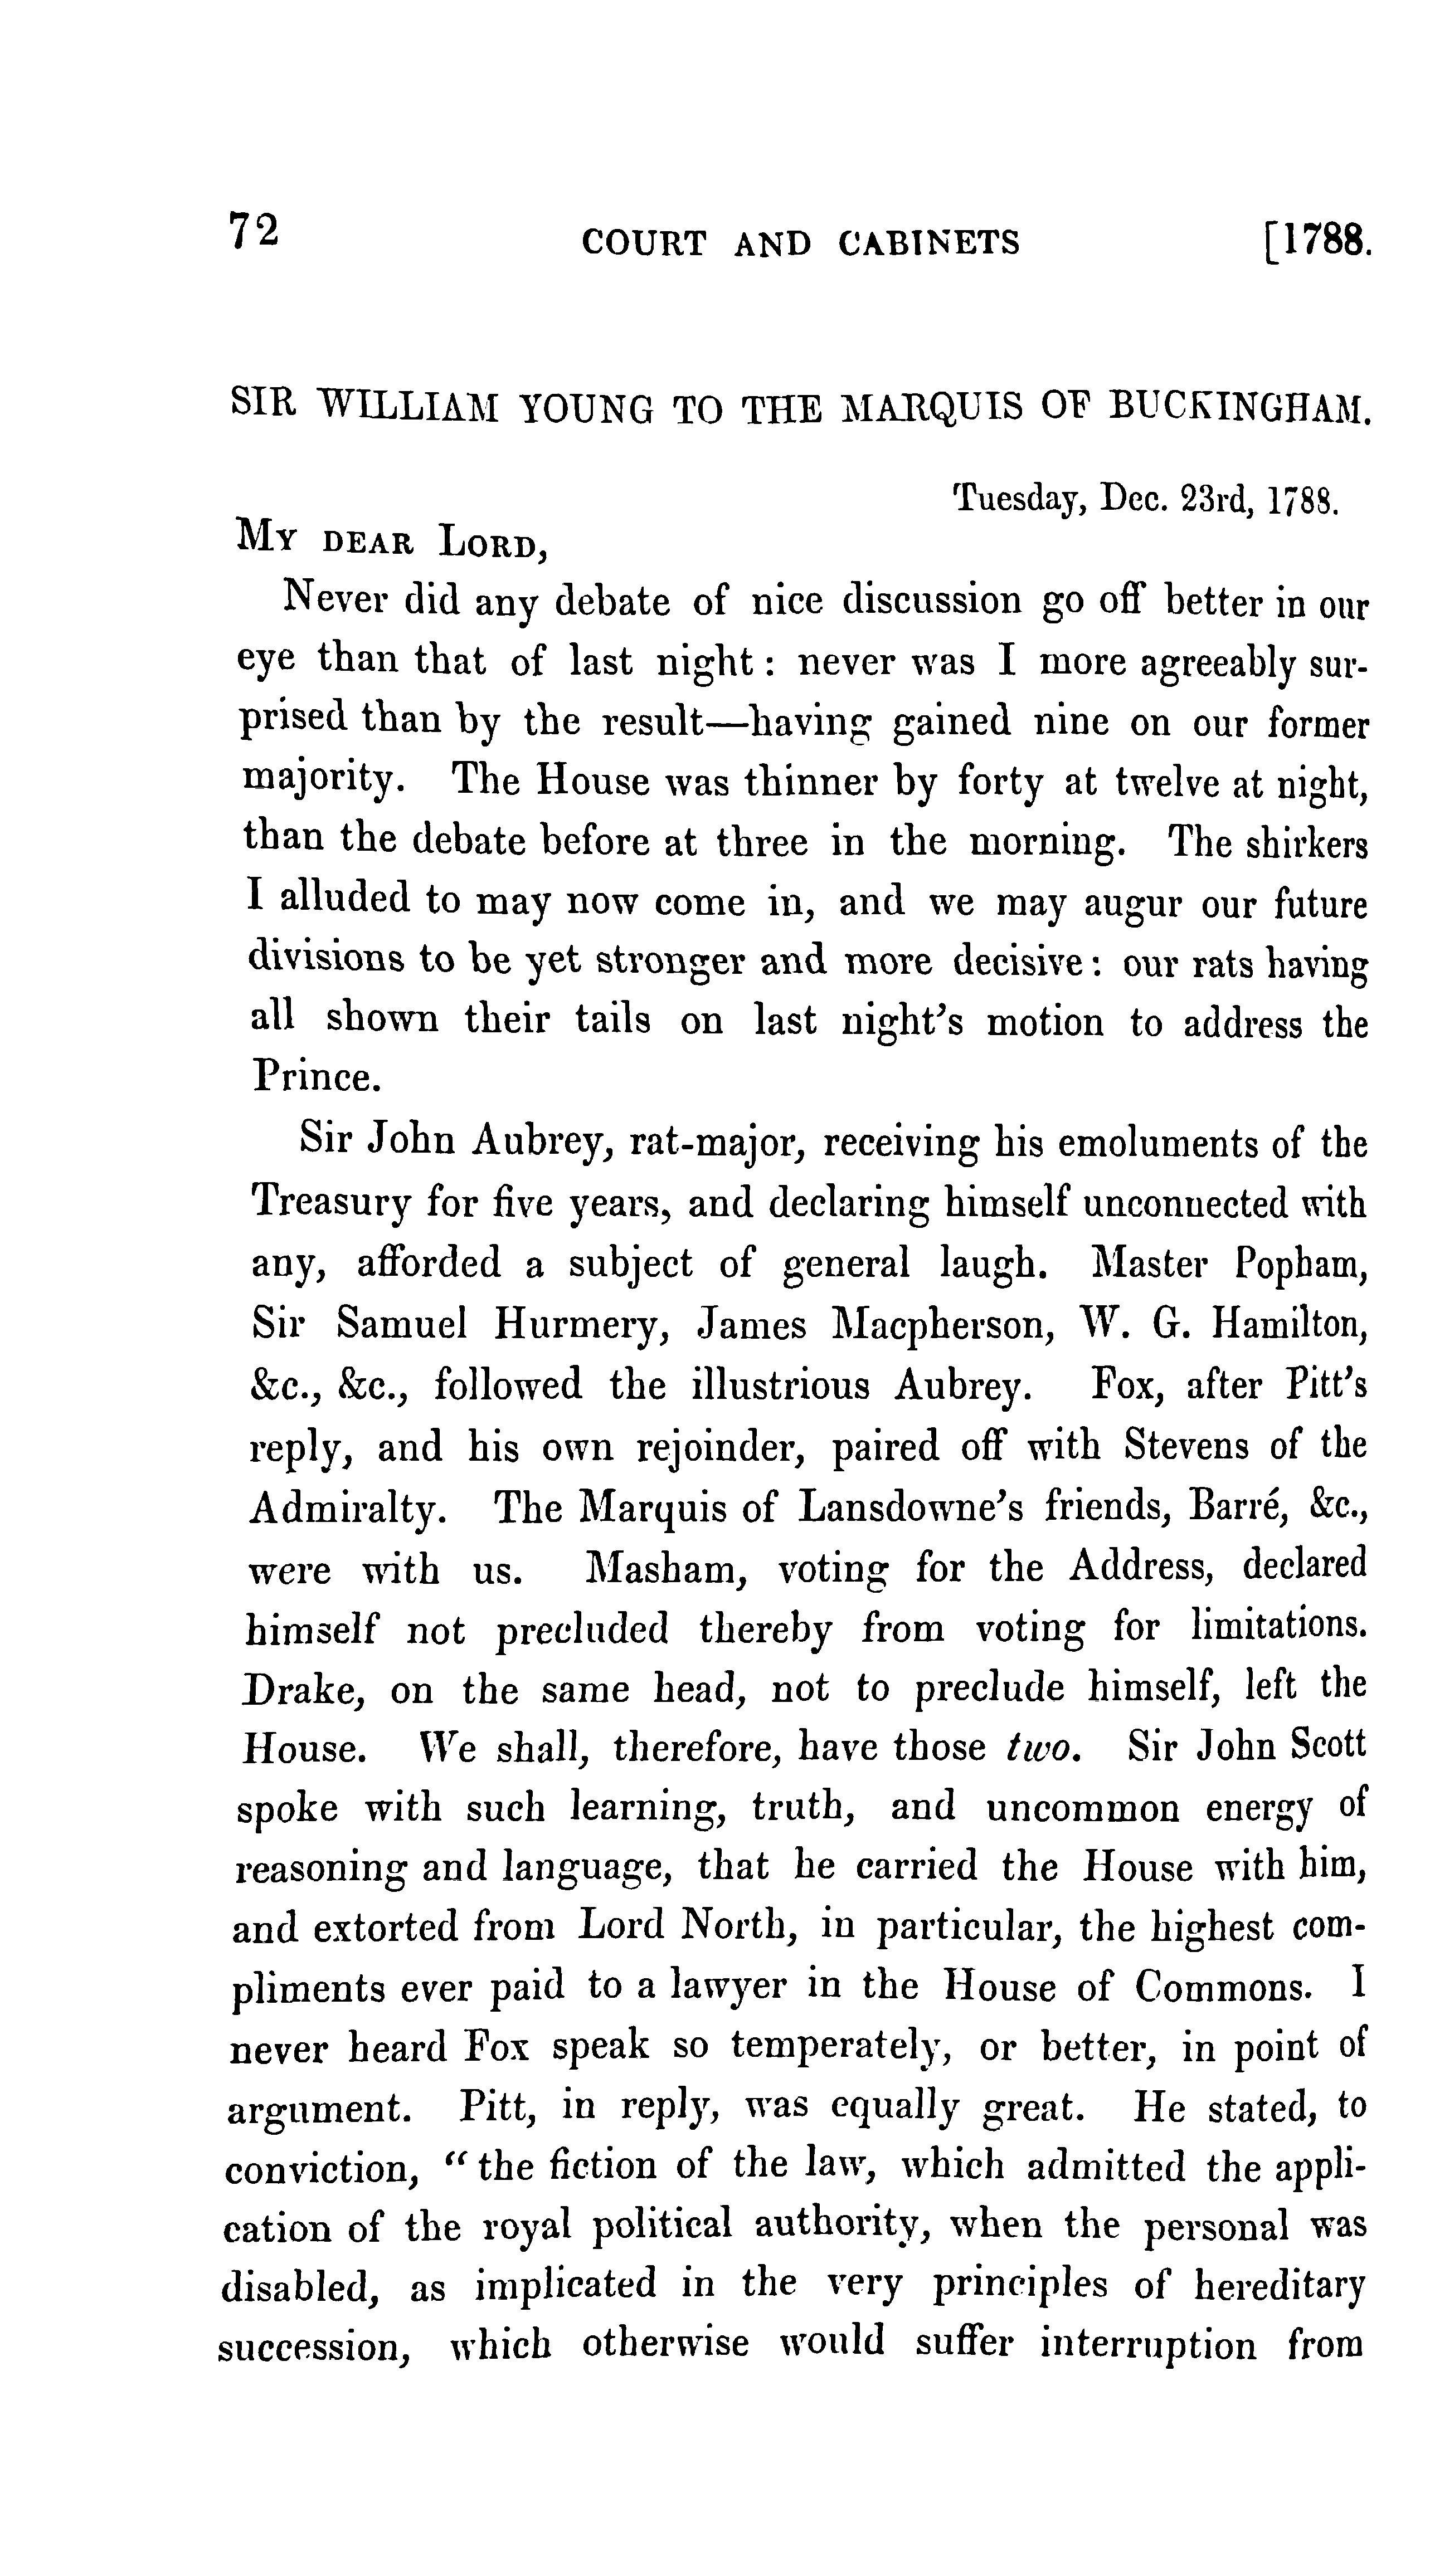 72 COURT AND CABINETS [1788.
SIR WILLIAM YOUNG TO THE MARQUIS OF BUCKINGHAM.
Tuesday, Dec. 23rd, 1788.
MY DEAR LORD,
Never did any debate of nice discussion go off better in our
eye than that of last night : never was I more agreeably sur-
prised than by the result—having gained nine on our former
majority. The House was thinner by forty at twelve at night,
than the debate before at three in the morning. The shirkers
I alluded to may now come in, and we may augur our future
divisions to be yet stronger and more decisive : our rats having
all shown their tails on last night's motion to address the
Prince.
Sir John Aubrey, rat-major, receiving his emoluments of the
Treasury for five years, and declaring himself unconnected with
any, afforded a subject of general laugh. Master Popham,
Sir Samuel Hurmery, James Macpherson, W. G. Hamilton,
&c., &c., followed the illustrious Aubrey. Fox, after Pitt's
reply, and his own rejoinder, paired off with Stevens of the
Admiralty. The Marquis of Lansdowne's friends, Barré, &c.,
were with us. Masham, voting for the Address, declared
himself not precluded thereby from voting for limitations.
Drake, on the same head, not to preclude himself, left the
House. We shall, therefore, have those two. Sir John Scott
spoke with such learning, truth, and uncommon energy of
reasoning and language, that he carried the House with him,
and extorted from Lord North, in particular, the highest com-
pliments ever paid to a lawyer in the House of Commons. I
never heard Fox speak so temperately, or better, in point of
argument. Pitt, in reply, was equally great. He stated, to
conviction, "the fiction of the law, which admitted the appli-
cation of the royal political authority, when the personal was
disabled, as implicated in the very principles of hereditary
succession, which otherwise would suffer interruption from